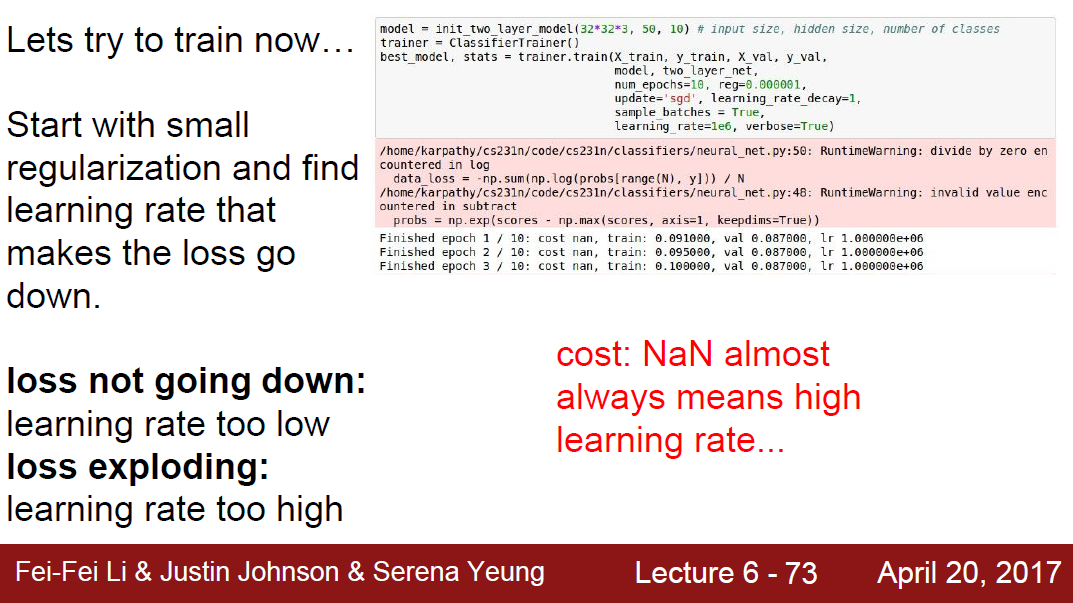 Lets try to train now…
Start with small
regularization and find
learning rate that
makes the loss go
down.
loss not going down:
learning rate too low
loss exploding:
learning rate too high
model = init_two_layer_model(32*32*3, 50, 10) # input size, hidden size, number of classes
trainer = ClassifierTrainer()
best_model, stats = trainer.train(X_train, y_train, X_val, y_val,
model, two_layer_net,
num_epochs=10, reg=0.000001,
update='sgd', learning_rate_decay=1,
sample_batches = True,
learning_rate=1e6, verbose=True)
/home/karpathy/cs231n/code/cs231n/classifiers/neural_net.py:50: RuntimeWarning: divide by zero en
countered in log
data_loss = -np.sum(np.log(probs[range(N), y])) / N
/home/karpathy/cs231n/code/cs231n/classifiers/neural_net.py:48: RuntimeWarning: invalid value enc
ountered in subtract
probs = np.exp(scores - np.max(scores, axis=1, keepdims=True))
Finished epoch 1 / 10: cost nan, train: 0.091000, val 0.087000, lr 1.000000e+06
Finished epoch 2 / 10: cost nan, train: 0.095000, val 0.087000, lr 1.000000e+06
Finished epoch 3 / 10: cost nan, train: 0.100000, val 0.087000, lr 1.000000e+06
cost: NaN almost
always means high
learning rate...
Fei-Fei Li & Justin Johnson & Serena Yeung
Lecture 6 - 73
April 20, 2017